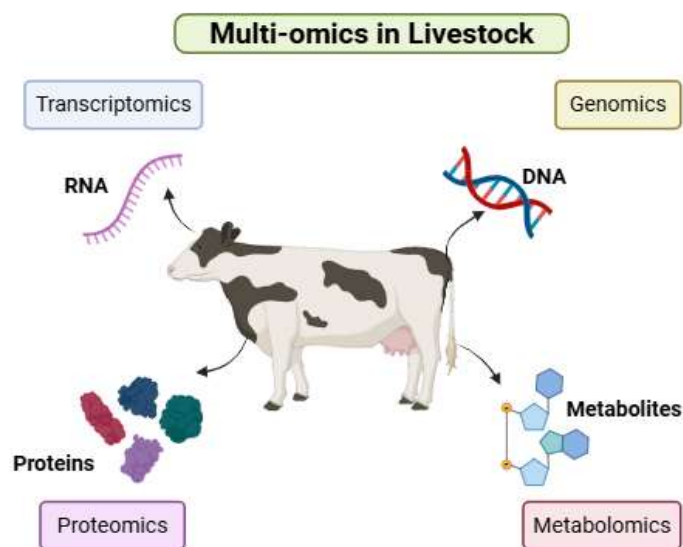 Multi-omics in Livestock
Transcriptomics
Genomics
RNA
DNA
Proteins
Metabolites
Proteomics
Metabolomics